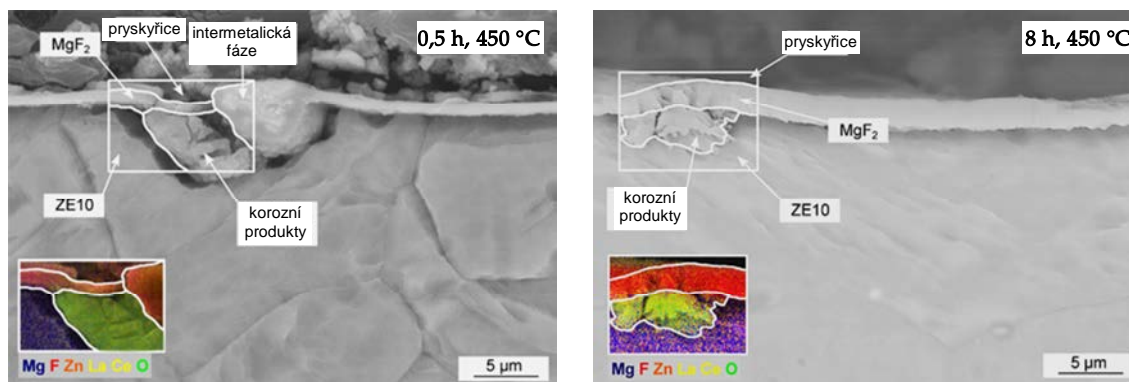 0,5 h, 450 °C
pryskyřice
intermetalická
fáze
MgF₂
ZE10
korozní
produkty
Mg F Zn La Ce O
5 µm
8 h, 450 °C
pryskyřice
MgF₂
korozní
produkty
ZE10
Mg F Zn La Ce O
5 µm